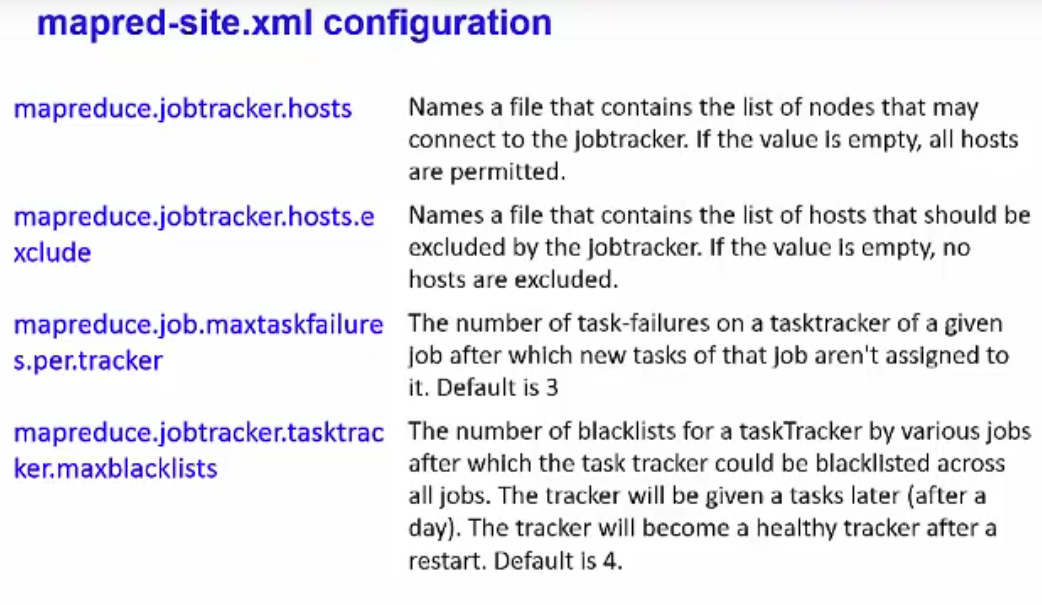 mapred-site.xml configuration
mapreduce.jobtracker.hosts
Names a file that contains the list of nodes that may
connect to the jobtracker. If the value is empty, all hosts
are permitted.
mapreduce.jobtracker.hosts.e
xclude
Names a file that contains the list of hosts that should be
excluded by the jobtracker. If the value is empty, no
hosts are excluded.
mapreduce.job.maxtaskfailure
s.per.tracker
The number of task-failures on a tasktracker of a given
job after which new tasks of that job aren't assigned to
it. Default is 3
mapreduce.jobtracker.tasktrac
ker.maxblacklists
The number of blacklists for a taskTracker by various jobs
after which the task tracker could be blacklisted across
all jobs. The tracker will be given a tasks later (after a
day). The tracker will become a healthy tracker after a
restart. Default is 4.